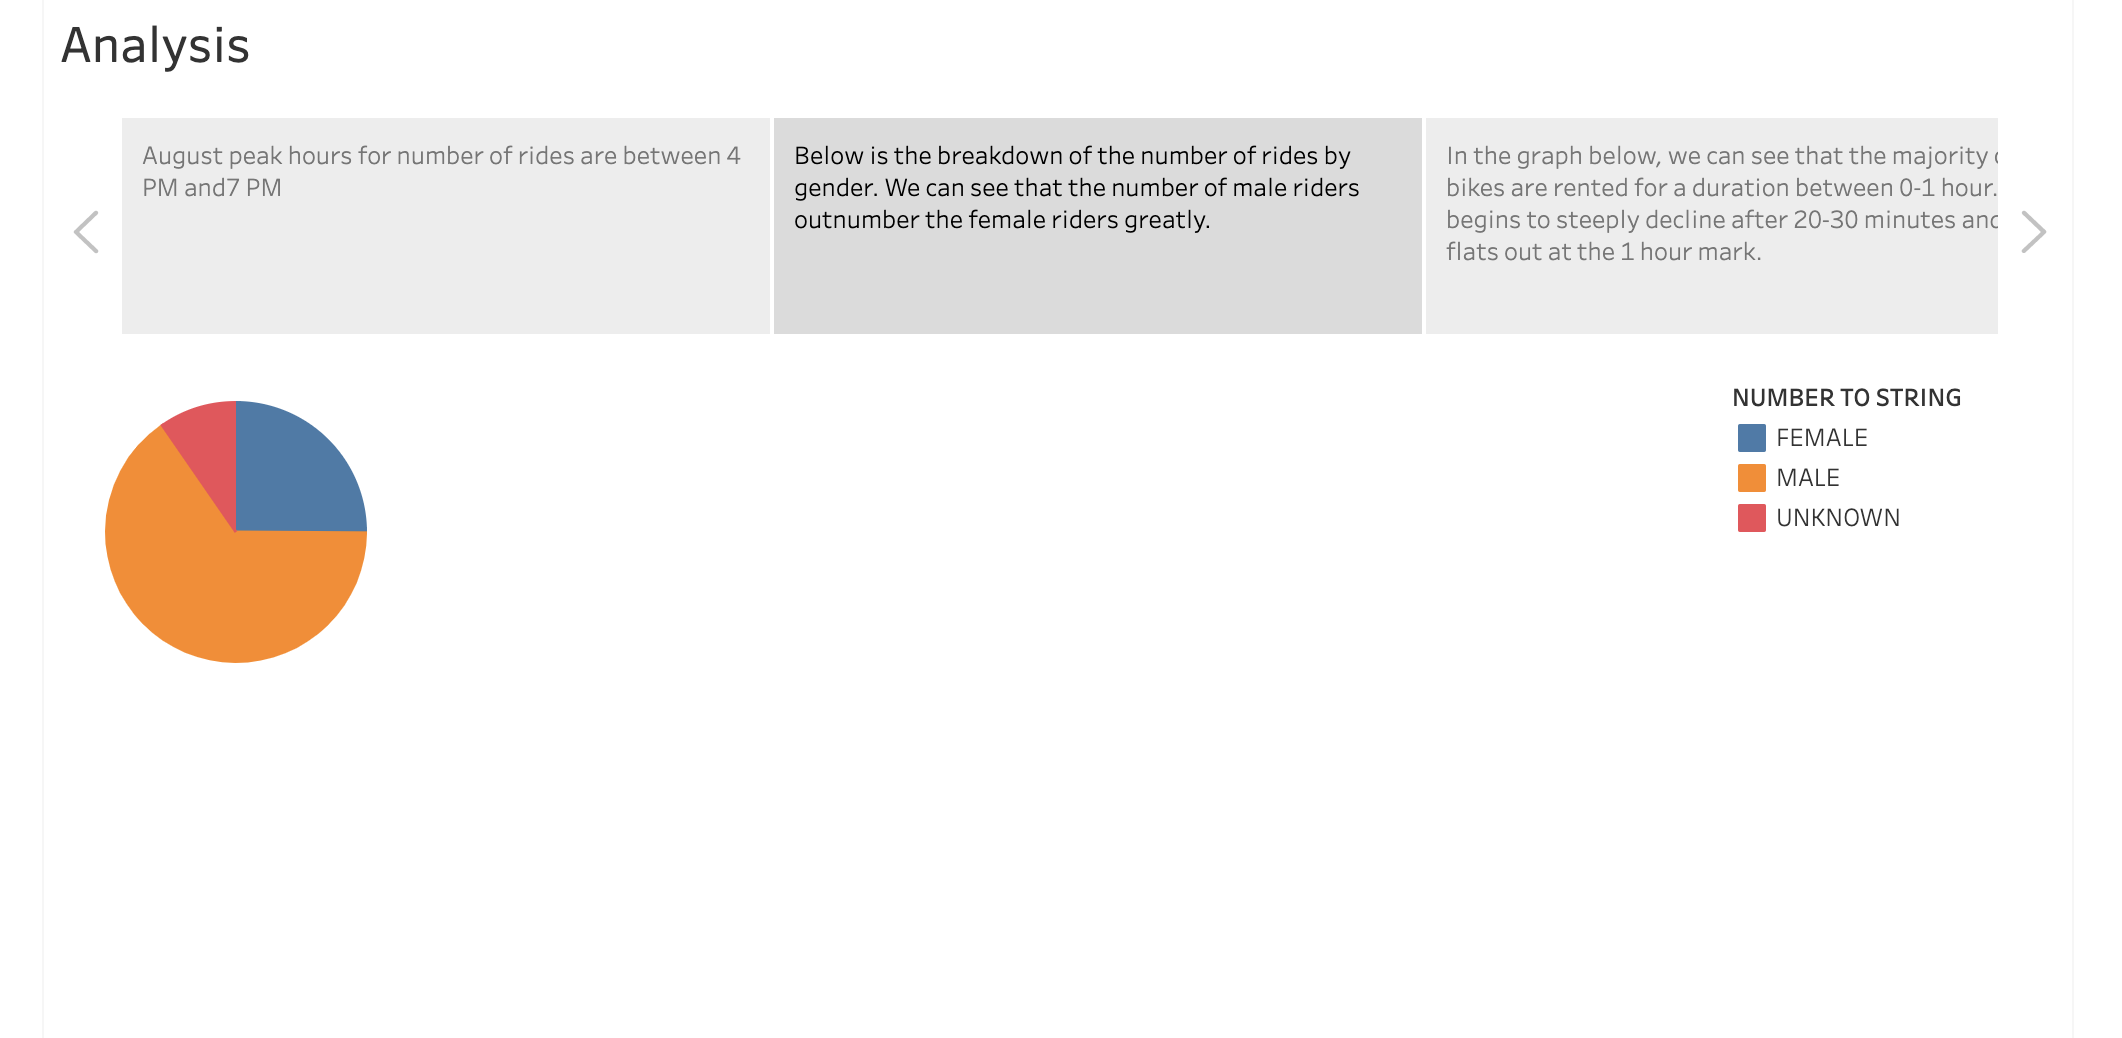 Analysis
August peak hours for number of rides are between 4
PM and7 PM
Below is the breakdown of the number of rides by
gender. We can see that the number of male riders
outnumber the female riders greatly.
In the graph below, we can see that the majority
bikes are rented for a duration between 0-1 hour.
begins to steeply decline after 20-30 minutes and
flats out at the 1 hour mark.
NUMBER TO STRING
FEMALE
MALE
UNKNOWN